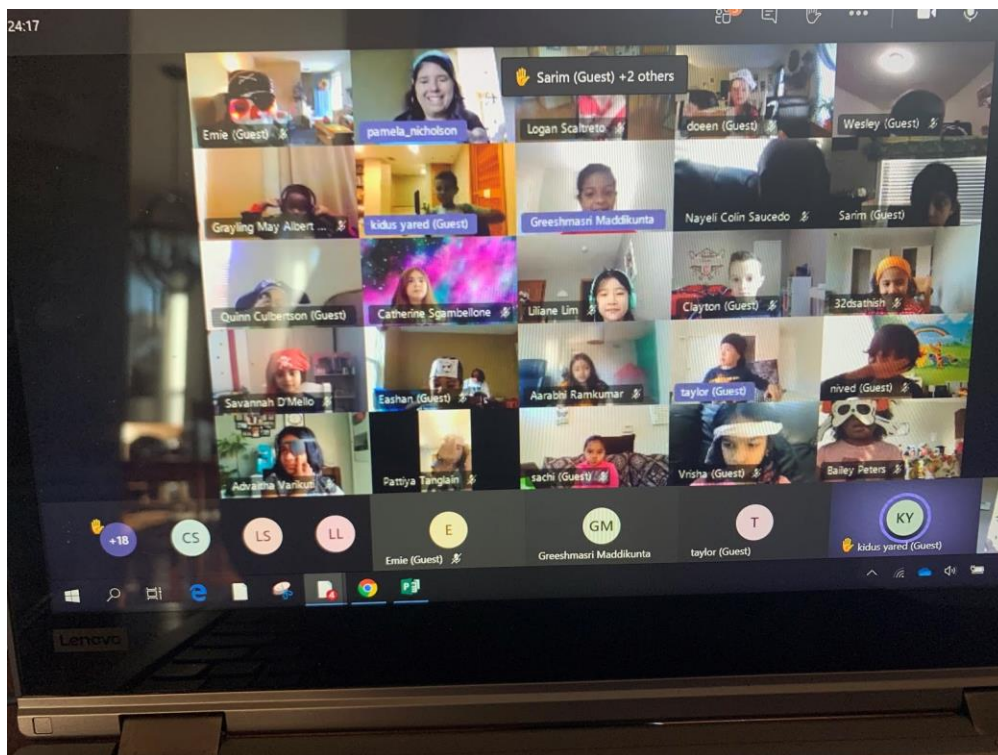 24:17
Sarim (Guest) +2 others
Emie (Guest)
pamela_nicholson
Logan Scaltreto
doeen (Guest)
Wesley (Guest)
Grayling May Albert ...
kidus yared (Guest)
Greeshmasri Maddikunta
Nayeli Colin Saucedo
Sarim (Guest)
Quinn Culbertson (Guest)
Catherine Sgambellone
Liliane Lim
Clayton (Guest)
32dsathish
Savannah D'Mello
Eashan (Guest)
Aarabhi Ramkumar
taylor (Guest)
nived (Guest)
Advaitha Varikuti
Pattiya Tanglain
sachi (Guest)
Vrisha (Guest)
Bailey Peters
+18
CS
LS
LL
E
GM
T
KY
Emie (Guest)
Greeshmasri Maddikunta
taylor (Guest)
kidus yared (Guest)
Lenovo